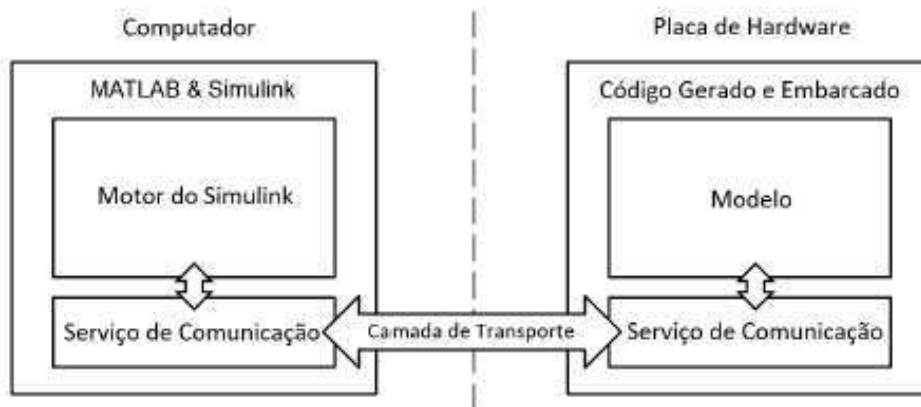 Computador
Placa de Hardware
MATLAB & Simulink
Código Gerado e Embarcado
Motor do Simulink
Modelo
Serviço de Comunicação
Camada de Transporte
Serviço de Comunicação